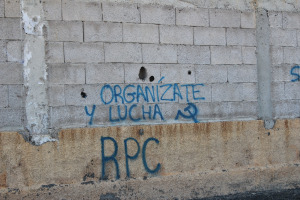 ORGANÍZATE
Y LUCHA ☭
RPC